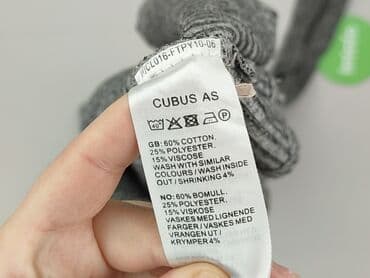 CUBUS AS
GB: 60% COTTON.
25% POLYESTER.
15% VISCOSE
WASH WITH SIMILAR
COLOURS / WASH INSIDE
OUT / SHRINKING 4%
NO: 60% BOMULL.
25% POLYESTER.
15% VISKOSE
VASKES MED LIGNENDE
FARGER / VASKES MED
VRANGEN UT /
KRYMPER 4%